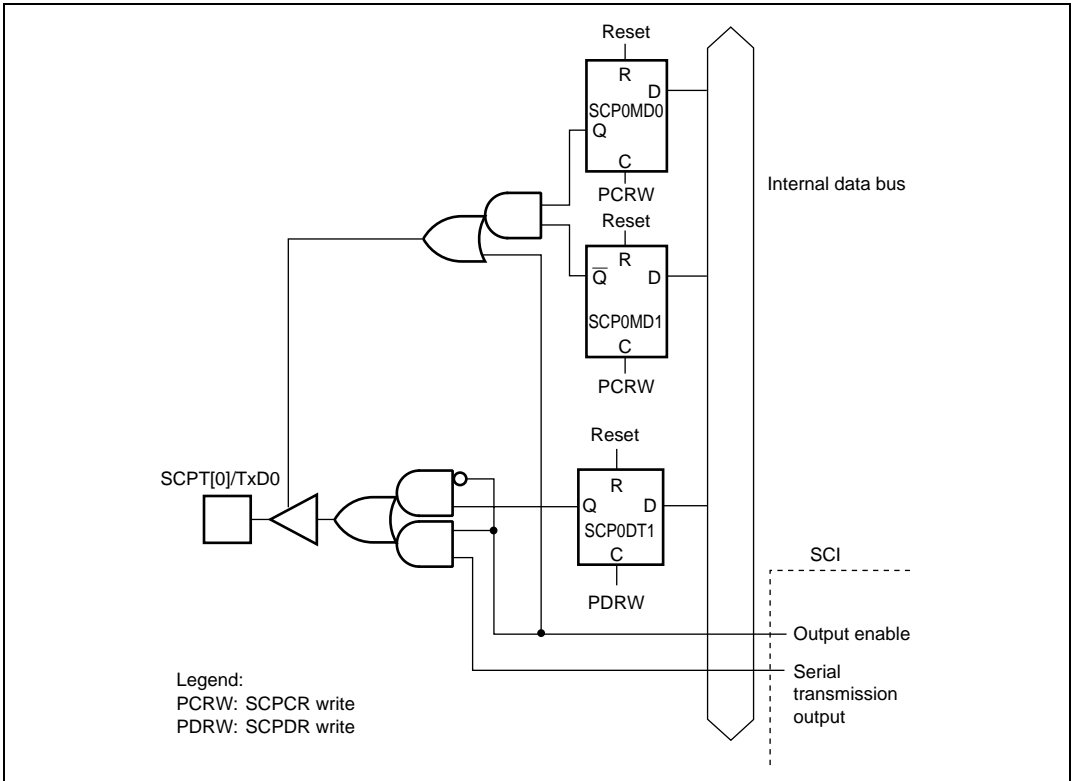 Reset
R
D
SCP0MD0
Q
C
PCRW
Internal data bus
Reset
R
Q̅
D
SCP0MD1
C
PCRW
Reset
SCPT[0]/TxD0
R
Q
D
SCP0DT1
C
SCI
PDRW
Output enable
Serial
transmission
output
Legend:
PCRW: SCPCR write
PDRW: SCPDR write